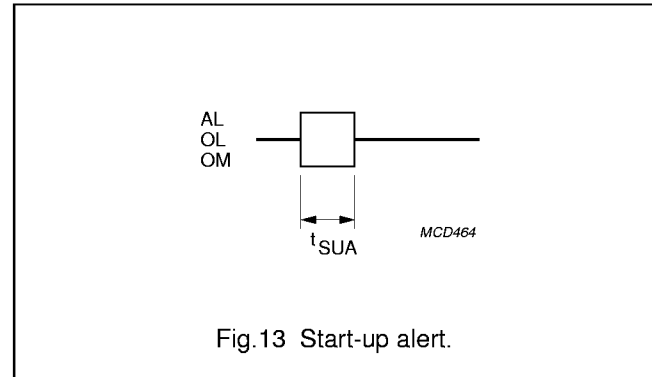 AL
OL
OM
tSUA
MCD464
Fig.13 Start-up alert.